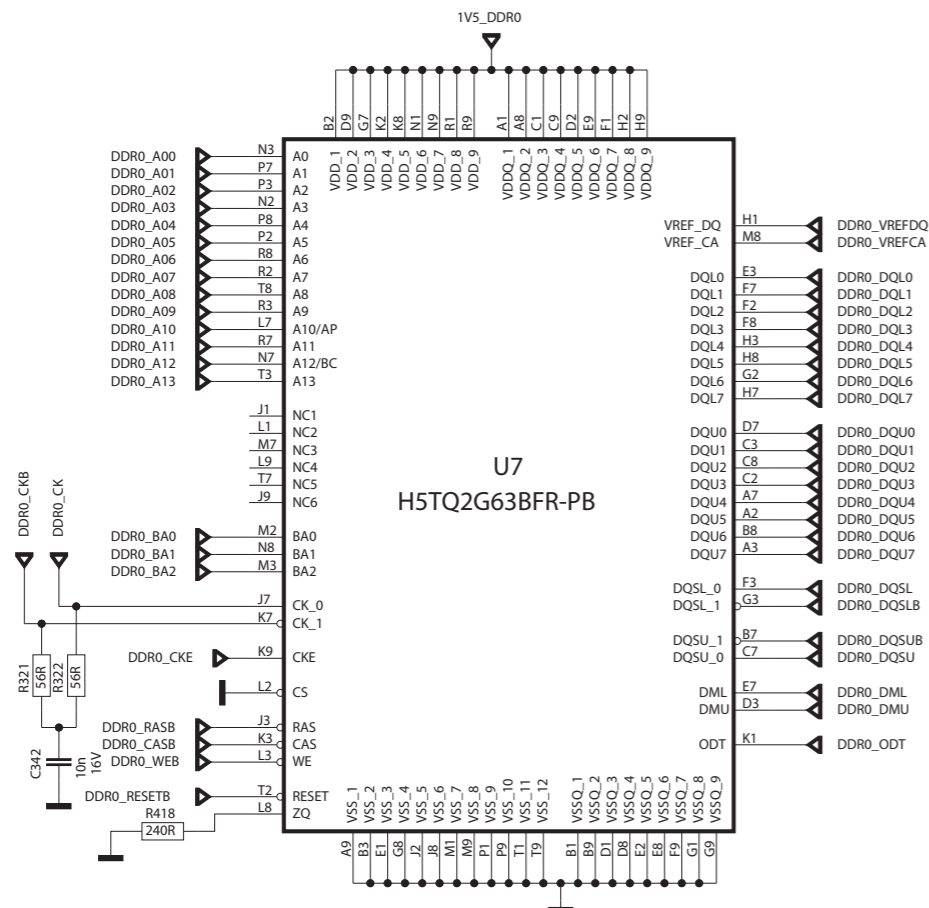 1V5_DDR0
B2 D9 G7 K2 K8 N1 N9 R1 R9 A1 A8 C1 C9 D2 E9 F1 H2 H9
VDD_1 VDD_2 VDD_3 VDD_4 VDD_5 VDD_6 VDD_7 VDD_8 VDD_9 VDDQ_1 VDDQ_2 VDDQ_3 VDDQ_4 VDDQ_5 VDDQ_6 VDDQ_7 VDDQ_8 VDDQ_9
DDR0_A00 N3 A0
DDR0_A01 P7 A1
DDR0_A02 P3 A2
DDR0_A03 N2 A3
DDR0_A04 P8 A4
DDR0_A05 P2 A5
DDR0_A06 R8 A6
DDR0_A07 R2 A7
DDR0_A08 T8 A8
DDR0_A09 R3 A9
DDR0_A10 L7 A10/AP
DDR0_A11 R7 A11
DDR0_A12 N7 A12/BC
DDR0_A13 T3 A13
J1 NC1
L1 NC2
M7 NC3
L9 NC4
T7 NC5
J9 NC6
DDR0_CKB
DDR0_CK
DDR0_BA0 M2 BA0
DDR0_BA1 N8 BA1
DDR0_BA2 M3 BA2
J7 CK_0
K7 CK_1
R321 56R
R322 56R
DDR0_CKE K9 CKE
L2 CS
DDR0_RASB J3 RAS
DDR0_CASB K3 CAS
DDR0_WEB L3 WE
C342 10n 16V
DDR0_RESETB T2 RESET
L8 ZQ
R418
240R
U7
H5TQ2G63BFR-PB
VREF_DQ H1 DDR0_VREFDQ
VREF_CA M8 DDR0_VREFCA
DQL0 E3 DDR0_DQL0
DQL1 F7 DDR0_DQL1
DQL2 F2 DDR0_DQL2
DQL3 F8 DDR0_DQL3
DQL4 H3 DDR0_DQL4
DQL5 H8 DDR0_DQL5
DQL6 G2 DDR0_DQL6
DQL7 H7 DDR0_DQL7
DQU0 D7 DDR0_DQU0
DQU1 C3 DDR0_DQU1
DQU2 C8 DDR0_DQU2
DQU3 C2 DDR0_DQU3
DQU4 A7 DDR0_DQU4
DQU5 A2 DDR0_DQU5
DQU6 B8 DDR0_DQU6
DQU7 A3 DDR0_DQU7
DQSL_0 F3 DDR0_DQSL
DQSL_1 G3 DDR0_DQSLB
DQSU_1 B7 DDR0_DQSUB
DQSU_0 C7 DDR0_DQSU
DML E7 DDR0_DML
DMU D3 DDR0_DMU
ODT K1 DDR0_ODT
VSS_1 VSS_2 VSS_3 VSS_4 VSS_5 VSS_6 VSS_7 VSS_8 VSS_9 VSS_10 VSS_11 VSS_12 VSSQ_1 VSSQ_2 VSSQ_3 VSSQ_4 VSSQ_5 VSSQ_6 VSSQ_7 VSSQ_8 VSSQ_9
A9 B3 E1 G8 J2 J8 M1 M9 P1 P9 T1 T9 B1 B9 D1 D8 E2 E8 F9 G1 G9